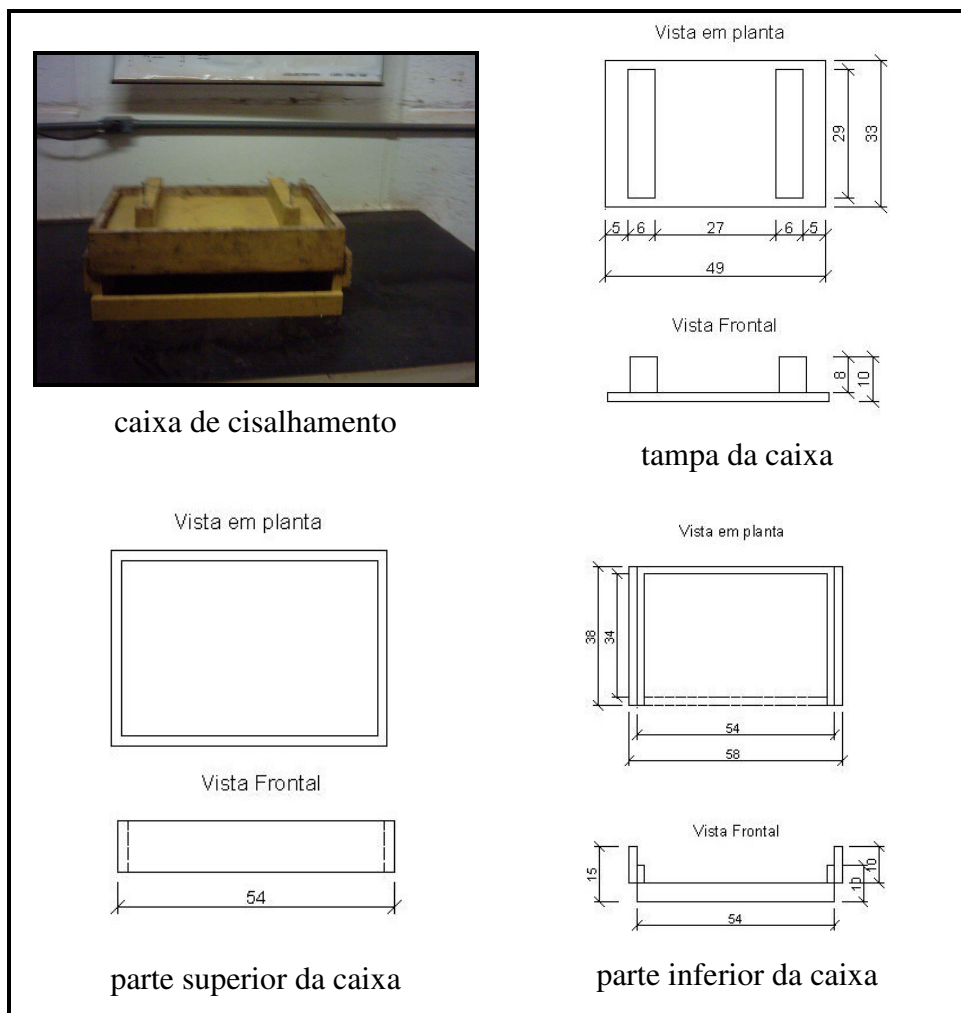 Vista em planta
29
33
5
6
27
6
5
49
Vista Frontal
8
10
caixa de cisalhamento
tampa da caixa
Vista em planta
Vista Frontal
54
parte superior da caixa
Vista em planta
38
34
54
58
Vista Frontal
15
10
10
54
parte inferior da caixa